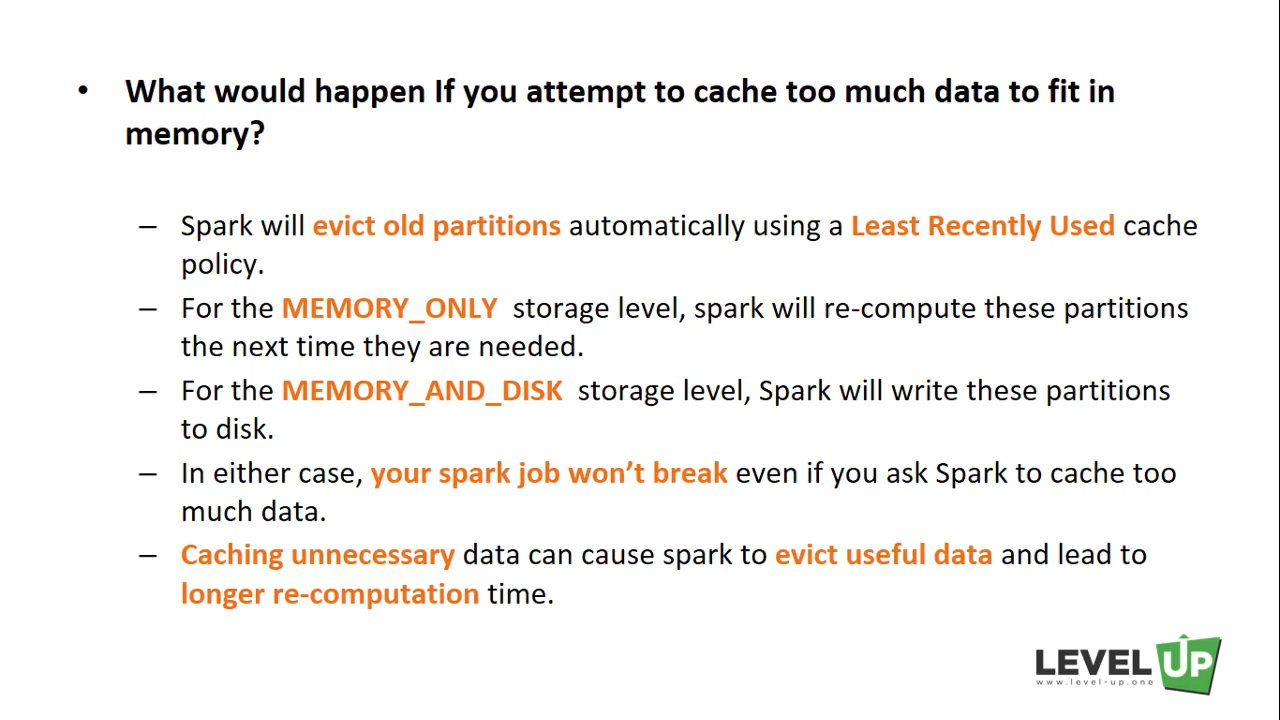 • What would happen If you attempt to cache too much data to fit in
memory?
– Spark will evict old partitions automatically using a Least Recently Used cache
policy.
– For the MEMORY_ONLY storage level, spark will re-compute these partitions
the next time they are needed.
– For the MEMORY_AND_DISK storage level, Spark will write these partitions
to disk.
– In either case, your spark job won’t break even if you ask Spark to cache too
much data.
– Caching unnecessary data can cause spark to evict useful data and lead to
longer re-computation time.
LEVEL UP
www.level-up.one